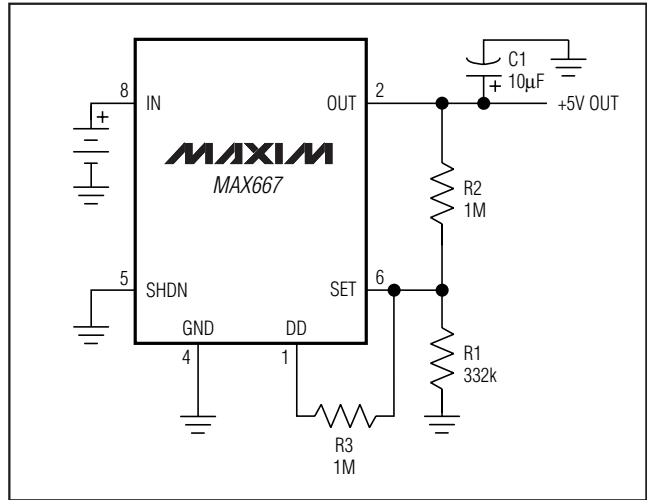 C1
10µF
+
8
IN
OUT
2
+5V OUT
+
MAXIM
MAX667
R2
1M
5
SHDN
SET
6
GND
DD
4
1
R1
332k
R3
1M